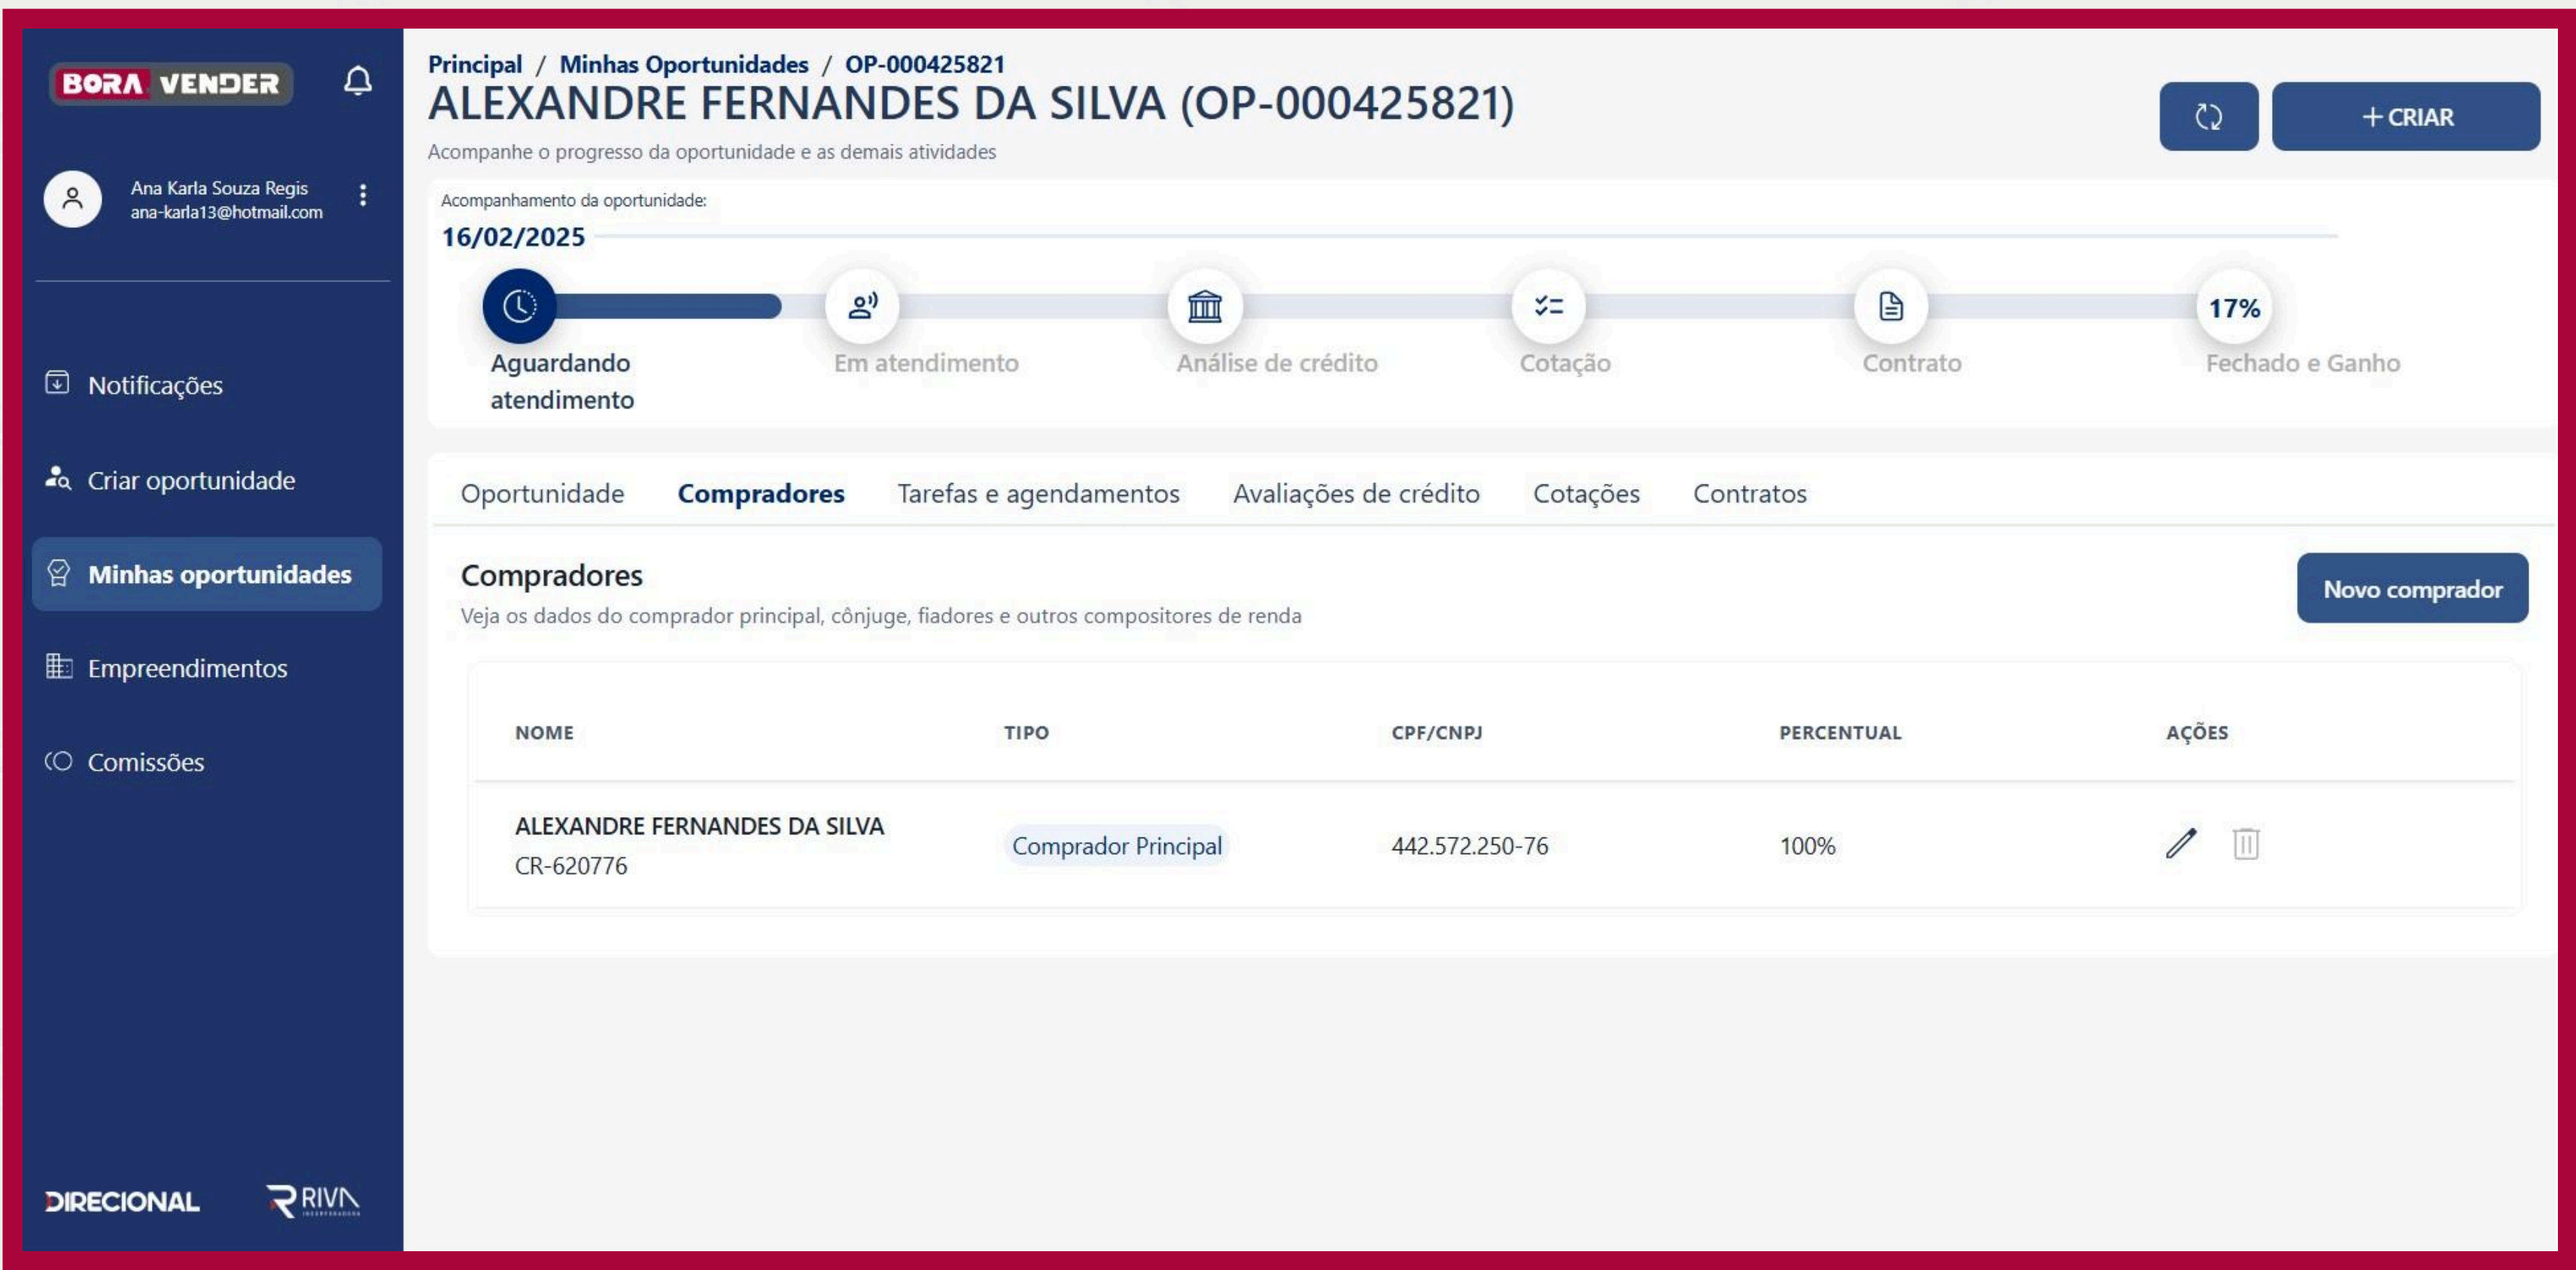 BORA VENDER
Ana Karla Souza Regis
ana-karla13@hotmail.com
Notificações
Criar oportunidade
Minhas oportunidades
Empreendimentos
Comissões
DIRECIONAL
RIVA
Principal / Minhas Oportunidades / OP-000425821
ALEXANDRE FERNANDES DA SILVA (OP-000425821)
Acompanhe o progresso da oportunidade e as demais atividades
+ CRIAR
Acompanhamento da oportunidade:
16/02/2025
17%
Aguardando
atendimento
Em atendimento
Análise de crédito
Cotação
Contrato
Fechado e Ganho
Oportunidade Compradores Tarefas e agendamentos Avaliações de crédito Cotações Contratos
Compradores
Veja os dados do comprador principal, cônjuge, fiadores e outros compositores de renda
Novo comprador
NOME TIPO CPF/CNPJ PERCENTUAL AÇÕES
ALEXANDRE FERNANDES DA SILVA
CR-620776
Comprador Principal
442.572.250-76
100%